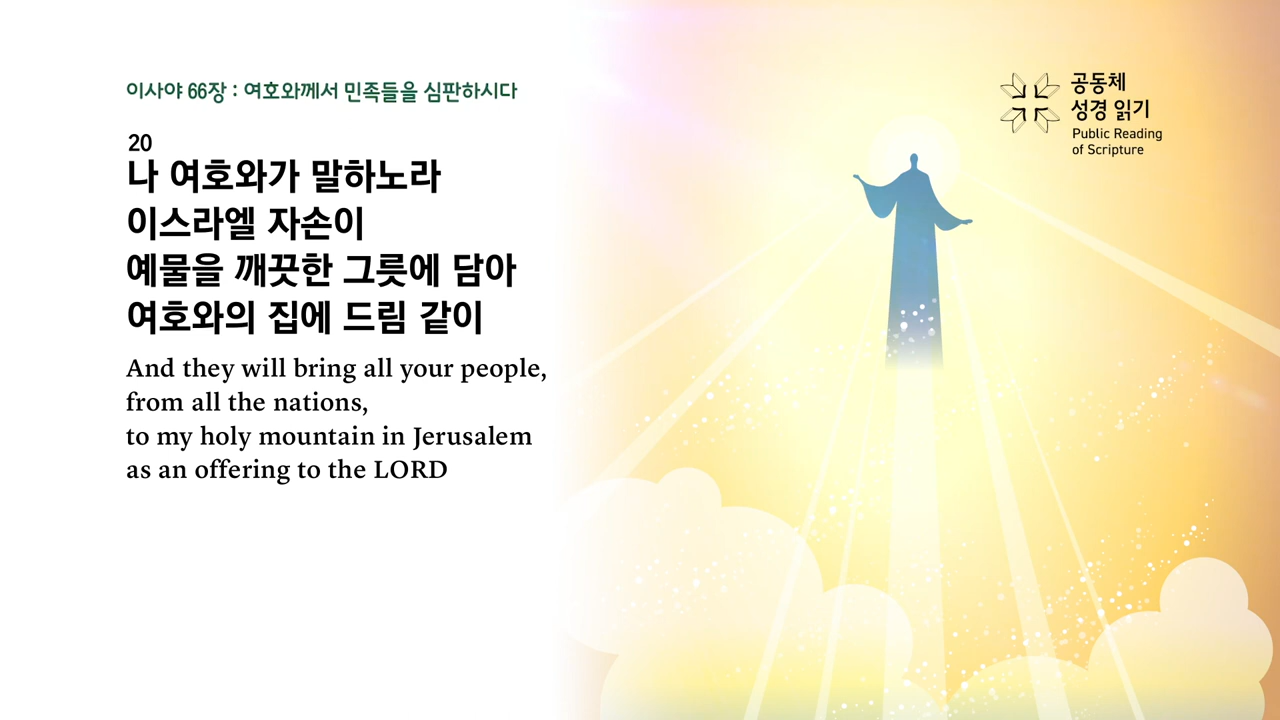 이사야 66장 : 여호와께서 민족들을 심판하시다
20
나 여호와가 말하노라
이스라엘 자손이
예물을 깨끗한 그릇에 담아
여호와의 집에 드림 같이
And they will bring all your people,
from all the nations,
to my holy mountain in Jerusalem
as an offering to the LORD
공동체
성경 읽기
Public Reading
of Scripture